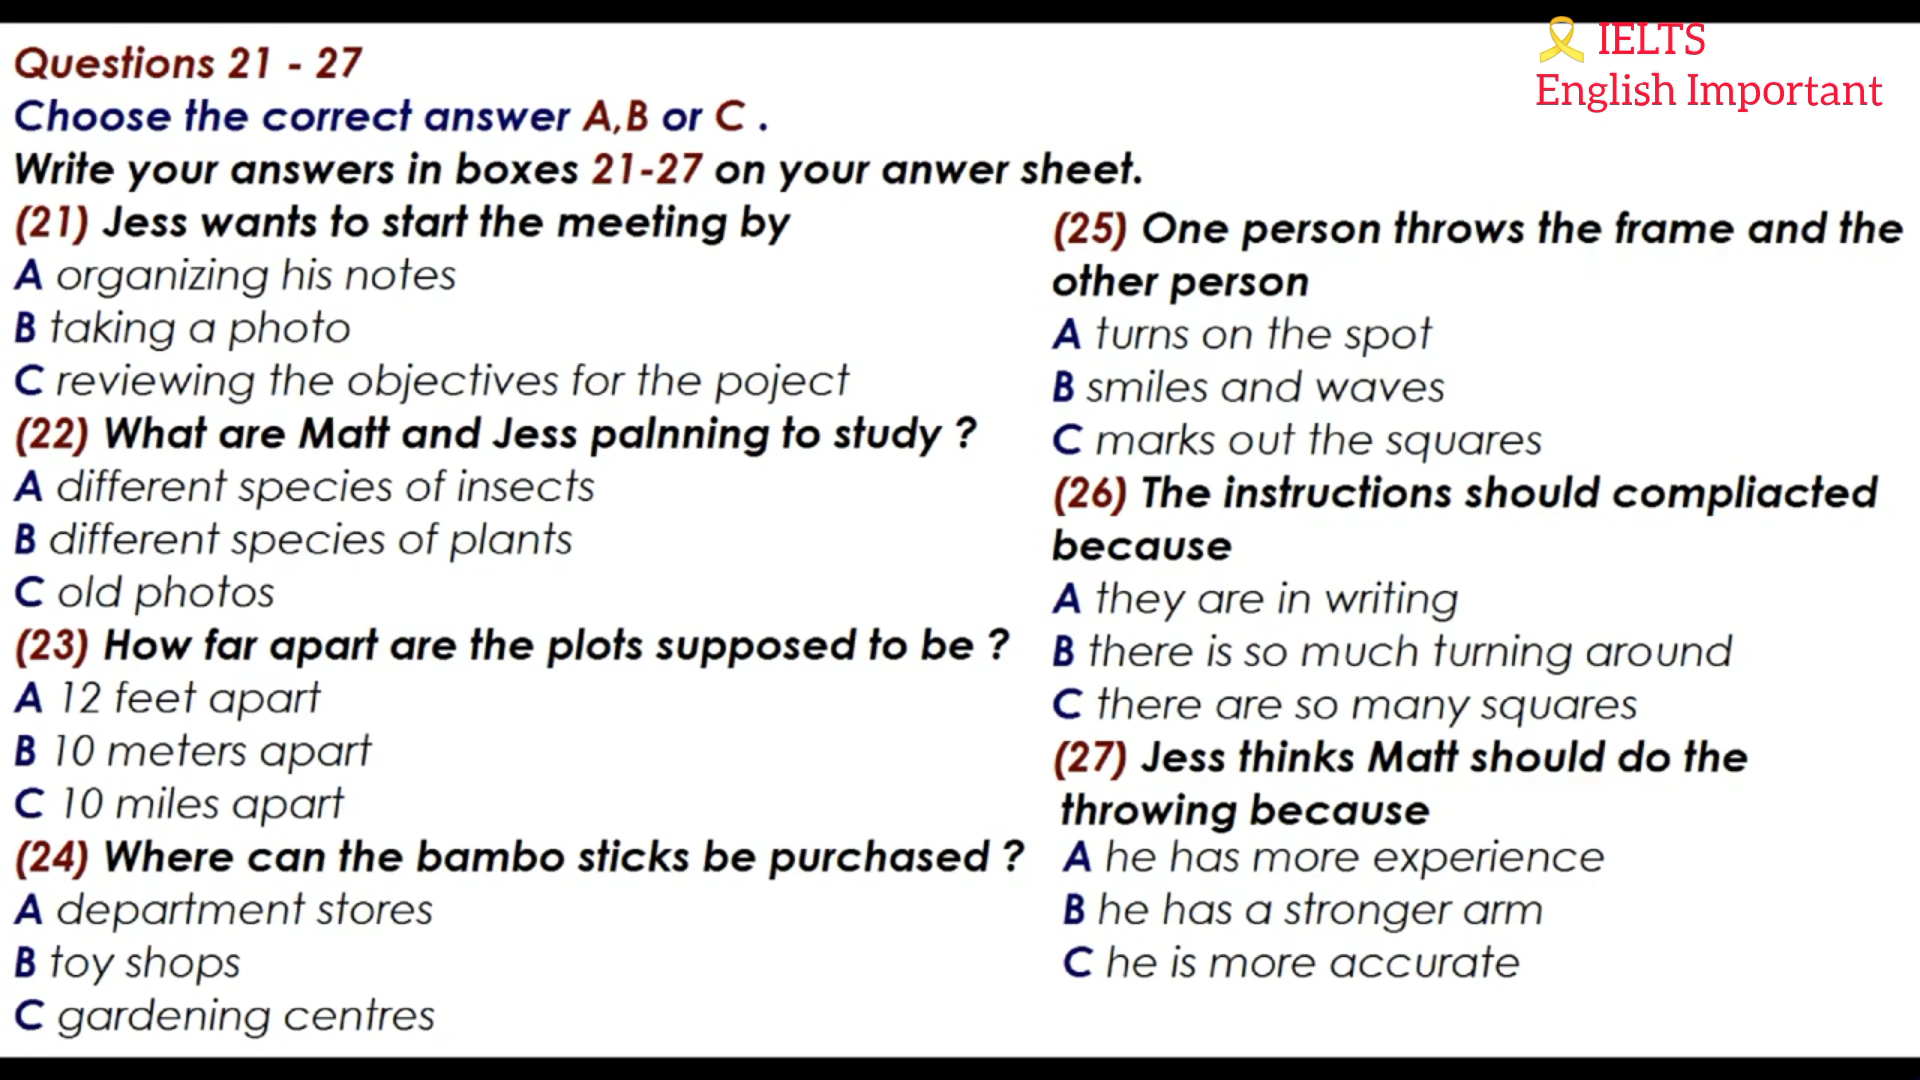 IELTS
English Important
Questions 21 - 27
Choose the correct answer A,B or C .
Write your answers in boxes 21-27 on your anwer sheet.
(21) Jess wants to start the meeting by
A organizing his notes
B taking a photo
C reviewing the objectives for the poject
(22) What are Matt and Jess palnning to study ?
A different species of insects
B different species of plants
C old photos
(23) How far apart are the plots supposed to be ?
A 12 feet apart
B 10 meters apart
C 10 miles apart
(24) Where can the bambo sticks be purchased ?
A department stores
B toy shops
C gardening centres
(25) One person throws the frame and the
other person
A turns on the spot
B smiles and waves
C marks out the squares
(26) The instructions should compliacted
because
A they are in writing
B there is so much turning around
C there are so many squares
(27) Jess thinks Matt should do the
throwing because
A he has more experience
B he has a stronger arm
C he is more accurate